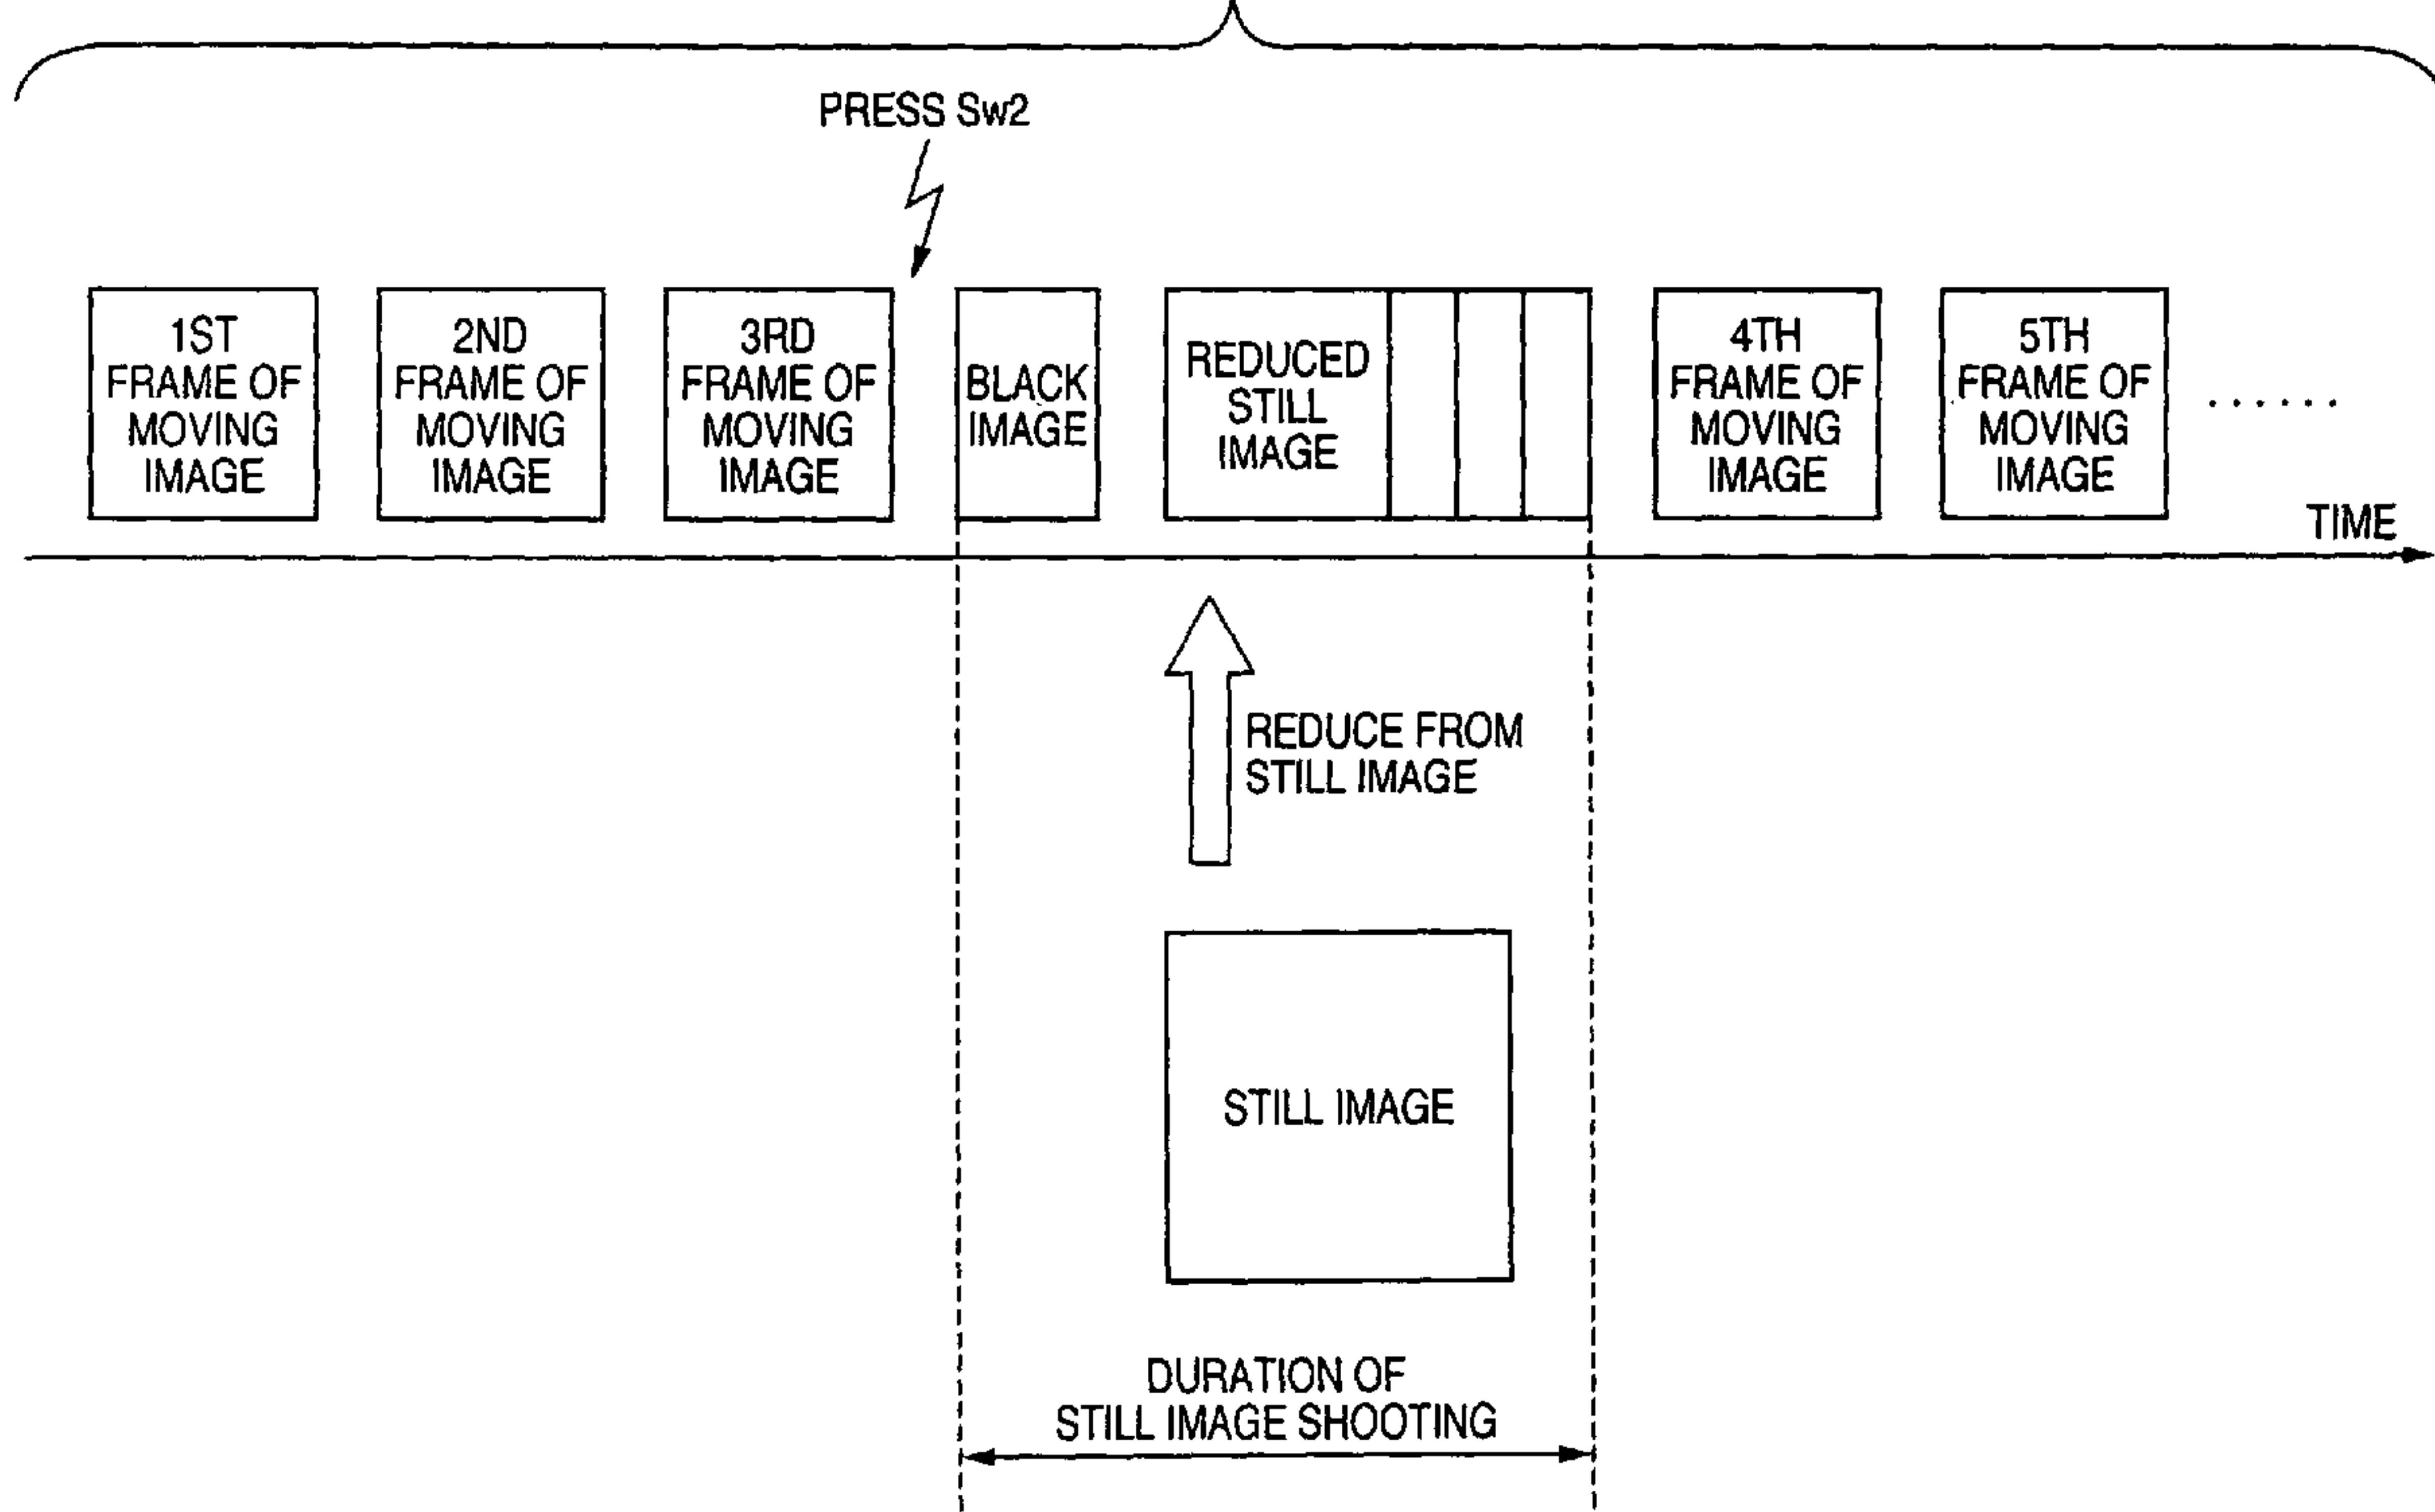 PRESS Sw2
1ST
FRAME OF
MOVING
IMAGE
2ND
FRAME OF
MOVING
IMAGE
3RD
FRAME OF
MOVING
IMAGE
BLACK
IMAGE
REDUCED
STILL
IMAGE
4TH
FRAME OF
MOVING
IMAGE
5TH
FRAME OF
MOVING
IMAGE
......
TIME
REDUCE FROM
STILL IMAGE
STILL IMAGE
DURATION OF
STILL IMAGE SHOOTING